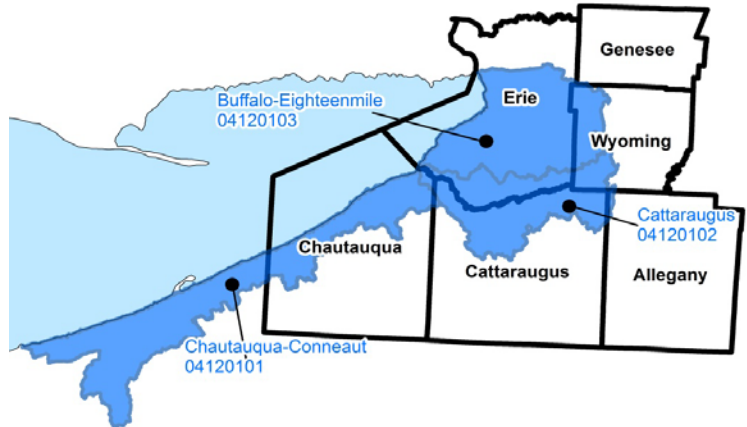 Genesee
Buffalo-Eighteenmile
04120103
Erie
Wyoming
Cattaraugus
04120102
Chautauqua
Cattaraugus
Allegany
Chautauqua-Conneaut
04120101